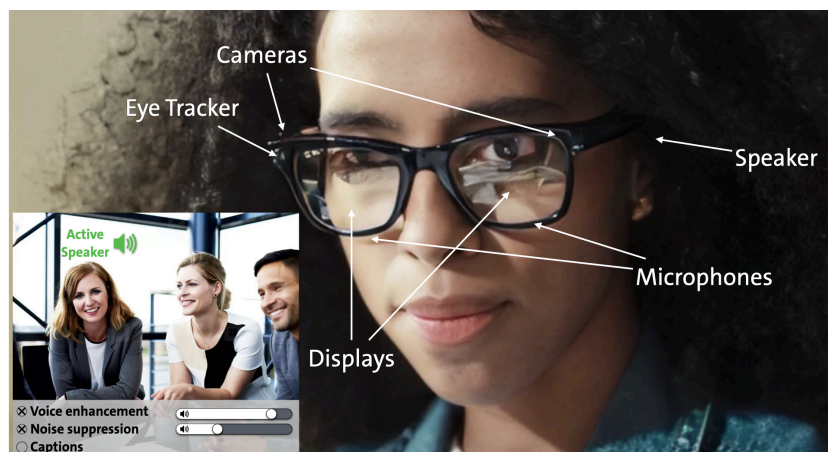 Cameras
Eye Tracker
Speaker
Active
Speaker
Microphones
Displays
Voice enhancement
Noise suppression
Captions